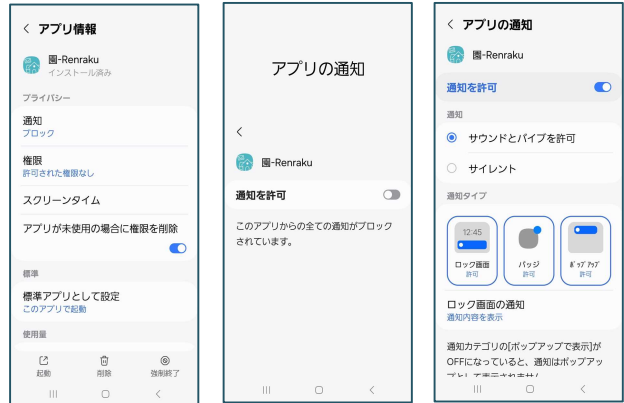 < アプリ情報
園-Renraku
インストール済み
プライバシー
通知
ブロック
権限
許可された権限なし
スクリーンタイム
アプリが未使用の場合に権限を削除
標準
標準アプリとして設定
このアプリで起動
使用量
起動
削除
強制終了
アプリの通知
<
園-Renraku
通知を許可
このアプリからの全ての通知がブロック
されています。
< アプリの通知
園-Renraku
通知を許可
通知
サウンドとバイブを許可
サイレント
通知タイプ
12:45
ロック画面
許可
バッジ
許可
ポップアップ
許可
ロック画面の通知
通知内容を表示
通知カテゴリの[ポップアップで表示]が
OFFになっていると、通知はポップアッ
プとして表示されません